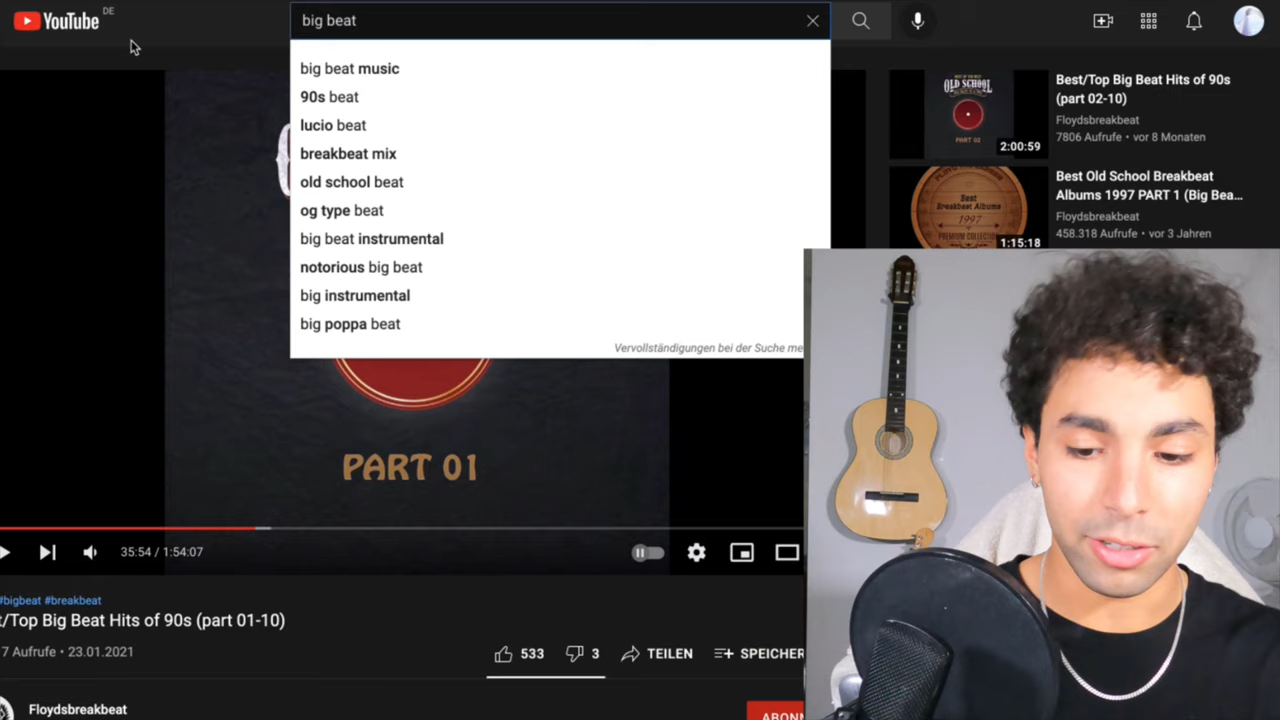 YouTube DE
big beat
big beat music
90s beat
lucio beat
breakbeat mix
old school beat
og type beat
big beat instrumental
notorious big beat
big instrumental
big poppa beat
Vervollständigungen bei der Suche me
PART 01
35:54 / 1:54:07
#bigbeat #breakbeat
t/Top Big Beat Hits of 90s (part 01-10)
7 Aufrufe • 23.01.2021
533
3
TEILEN
SPEICHER
Floydsbreakbeat
ABONN
OLD SCHOOL
PART 02
2:00:59
Best/Top Big Beat Hits of 90s
(part 02-10)
Floydsbreakbeat
7806 Aufrufe • vor 8 Monaten
Best
Breakbeat Albums
1997
PREMIUM COLLECTION
1:15:18
Best Old School Breakbeat
Albums 1997 PART 1 (Big Bea...
Floydsbreakbeat
458.318 Aufrufe • vor 3 Jahren